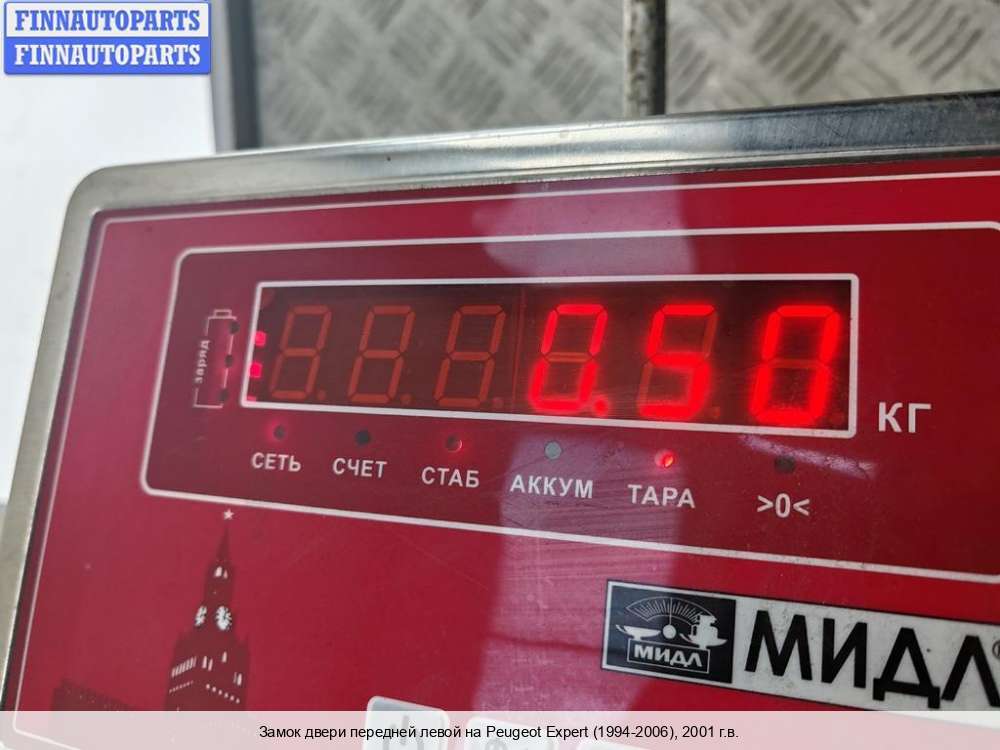 FINNAUTOPARTS
FINNAUTOPARTS
заряд
0.50
КГ
СЕТЬ СЧЕТ СТАБ АККУМ ТАРА >0<
МИДЛ МИДЛ
Замок двери передней левой на Peugeot Expert (1994-2006), 2001 г.в.